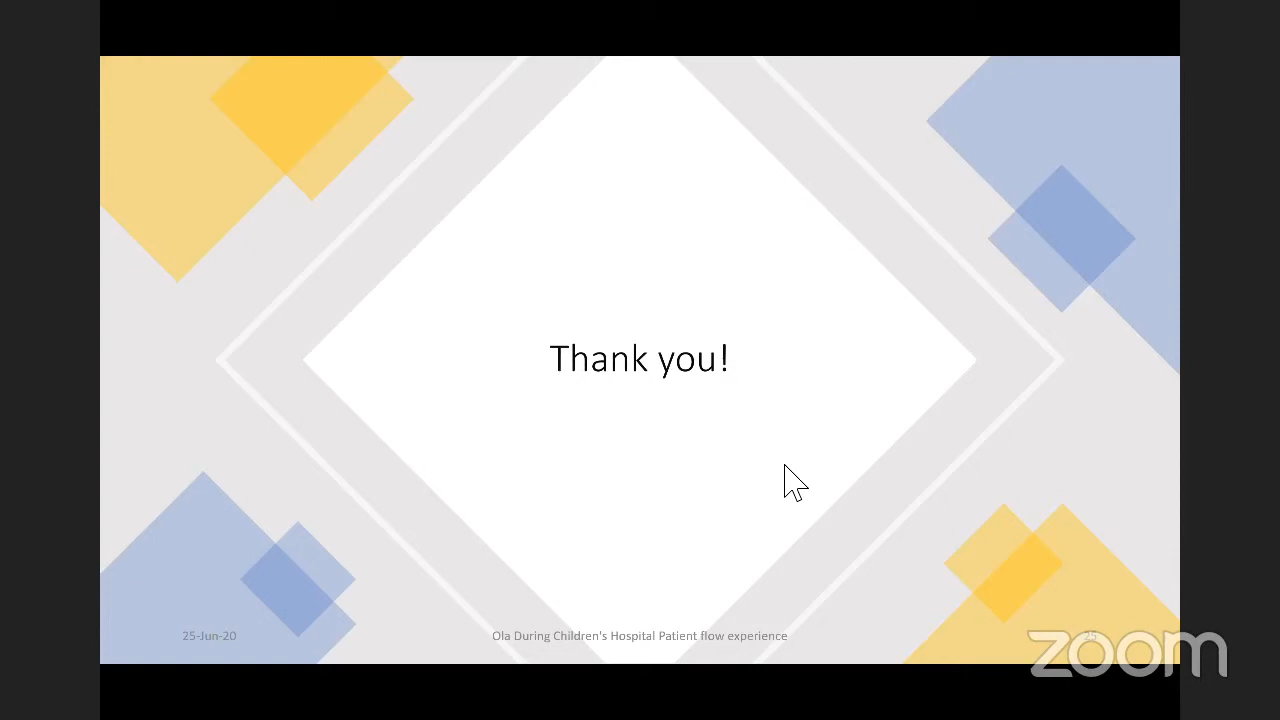 Thank you!
25-Jun-20
Ola During Children's Hospital Patient flow experience
zoom